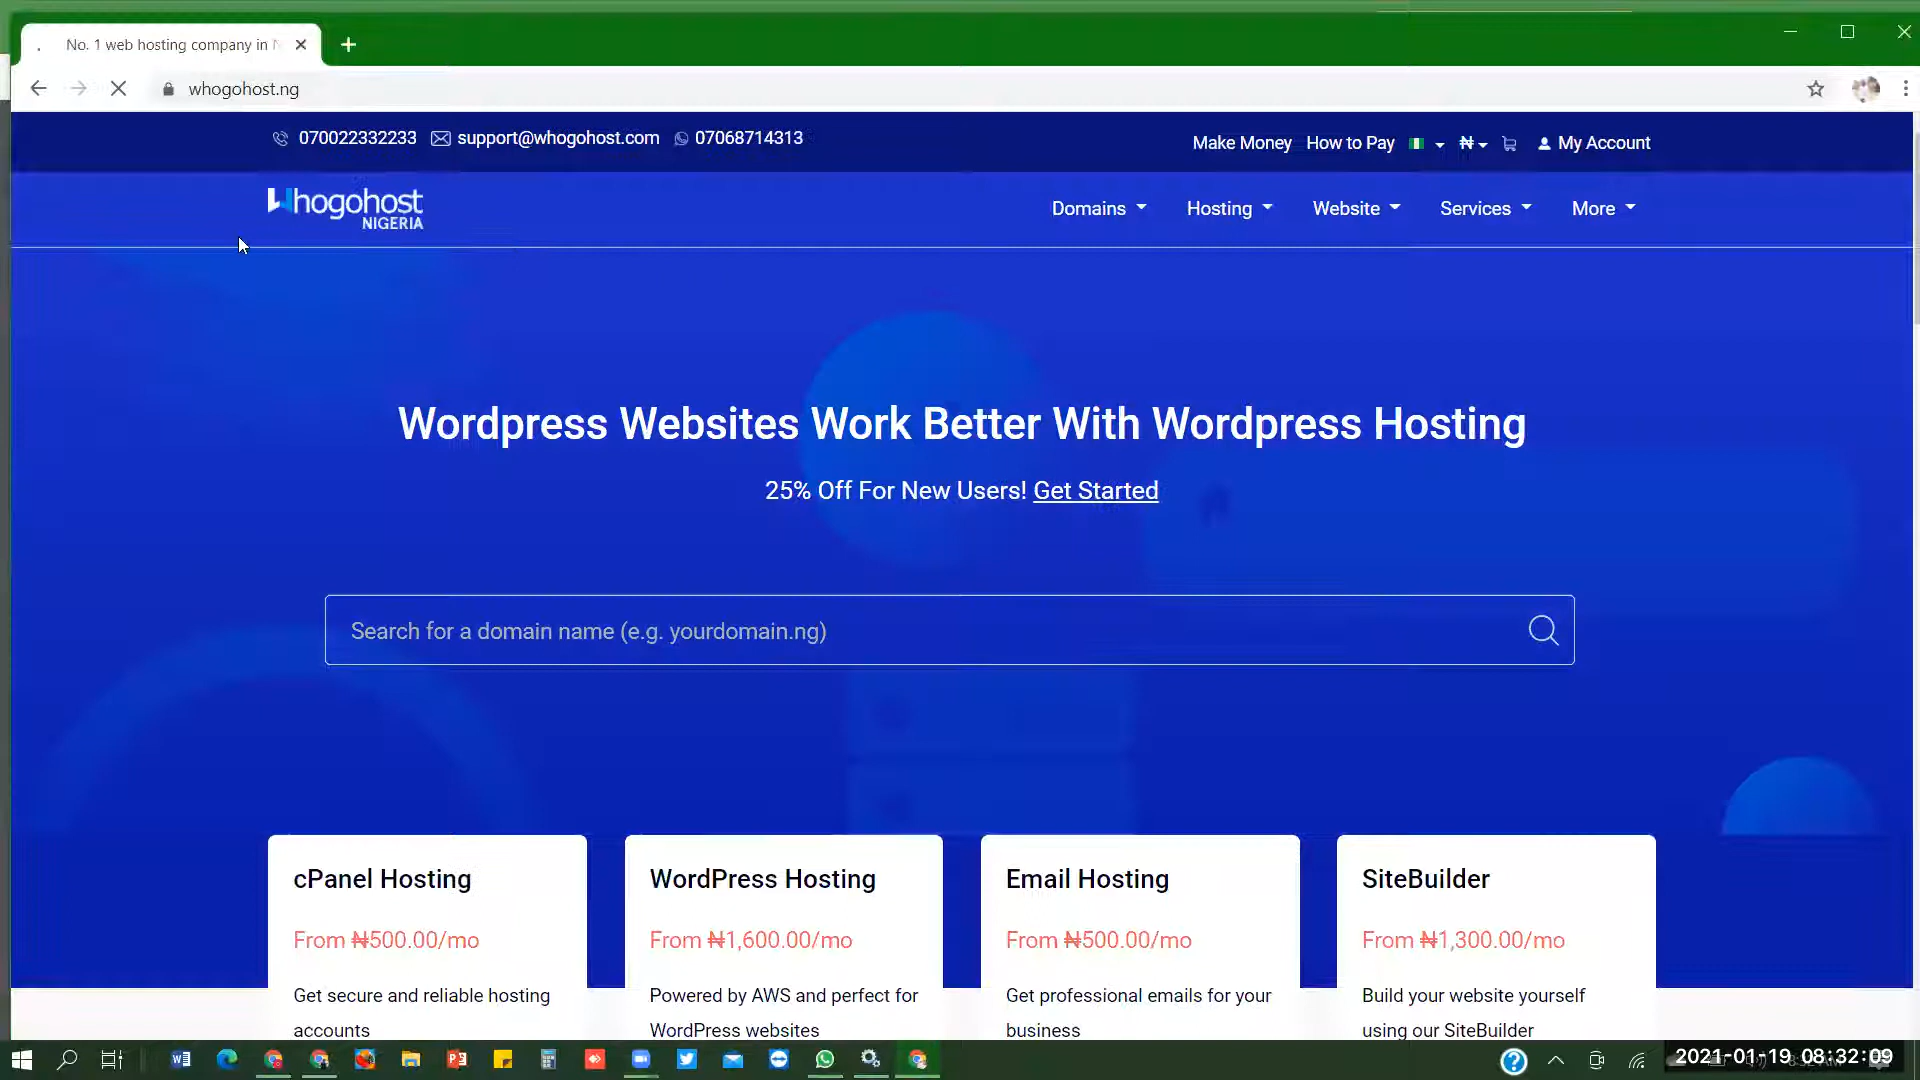 No. 1 web hosting company in
whogohost.ng
070022332233 support@whogohost.com 07068714313
Make Money How to Pay ₦ My Account
Whogohost
NIGERIA
Domains Hosting Website Services More
Wordpress Websites Work Better With Wordpress Hosting
25% Off For New Users! Get Started
Search for a domain name (e.g. yourdomain.ng)
cPanel Hosting
From ₦500.00/mo
Get secure and reliable hosting
accounts
WordPress Hosting
From ₦1,600.00/mo
Powered by AWS and perfect for
WordPress websites
Email Hosting
From ₦500.00/mo
Get professional emails for your
business
SiteBuilder
From ₦1,300.00/mo
Build your website yourself
using our SiteBuilder
2021-01-19 08:32:09